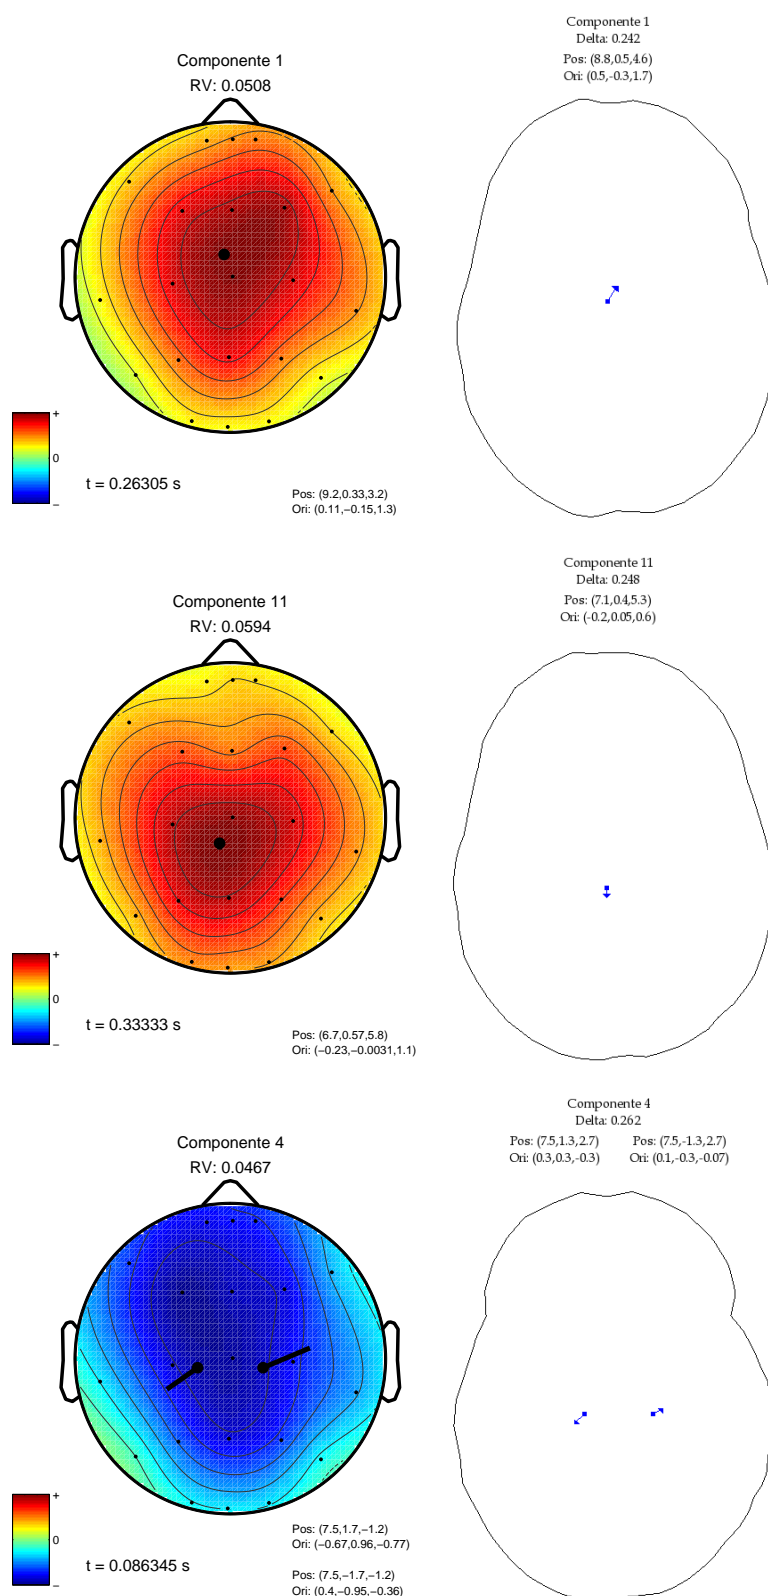 Componente 1
RV: 0.0508
+
0
−
t = 0.26305 s
Pos: (9.2,0.33,3.2)
Ori: (0.11,−0.15,1.3)
Componente 1
Delta: 0.242
Pos: (8.8,0.5,4.6)
Ori: (0.5,-0.3,1.7)
Componente 11
RV: 0.0594
+
0
−
t = 0.33333 s
Pos: (6.7,0.57,5.8)
Ori: (−0.23,−0.0031,1.1)
Componente 11
Delta: 0.248
Pos: (7.1,0.4,5.3)
Ori: (-0.2,0.05,0.6)
Componente 4
RV: 0.0467
+
0
−
t = 0.086345 s
Pos: (7.5,1.7,−1.2)
Ori: (−0.67,0.96,−0.77)
Pos: (7.5,−1.7,−1.2)
Ori: (0.4,−0.95,−0.36)
Componente 4
Delta: 0.262
Pos: (7.5,1.3,2.7) Pos: (7.5,-1.3,2.7)
Ori: (0.3,0.3,-0.3) Ori: (0.1,-0.3,-0.07)